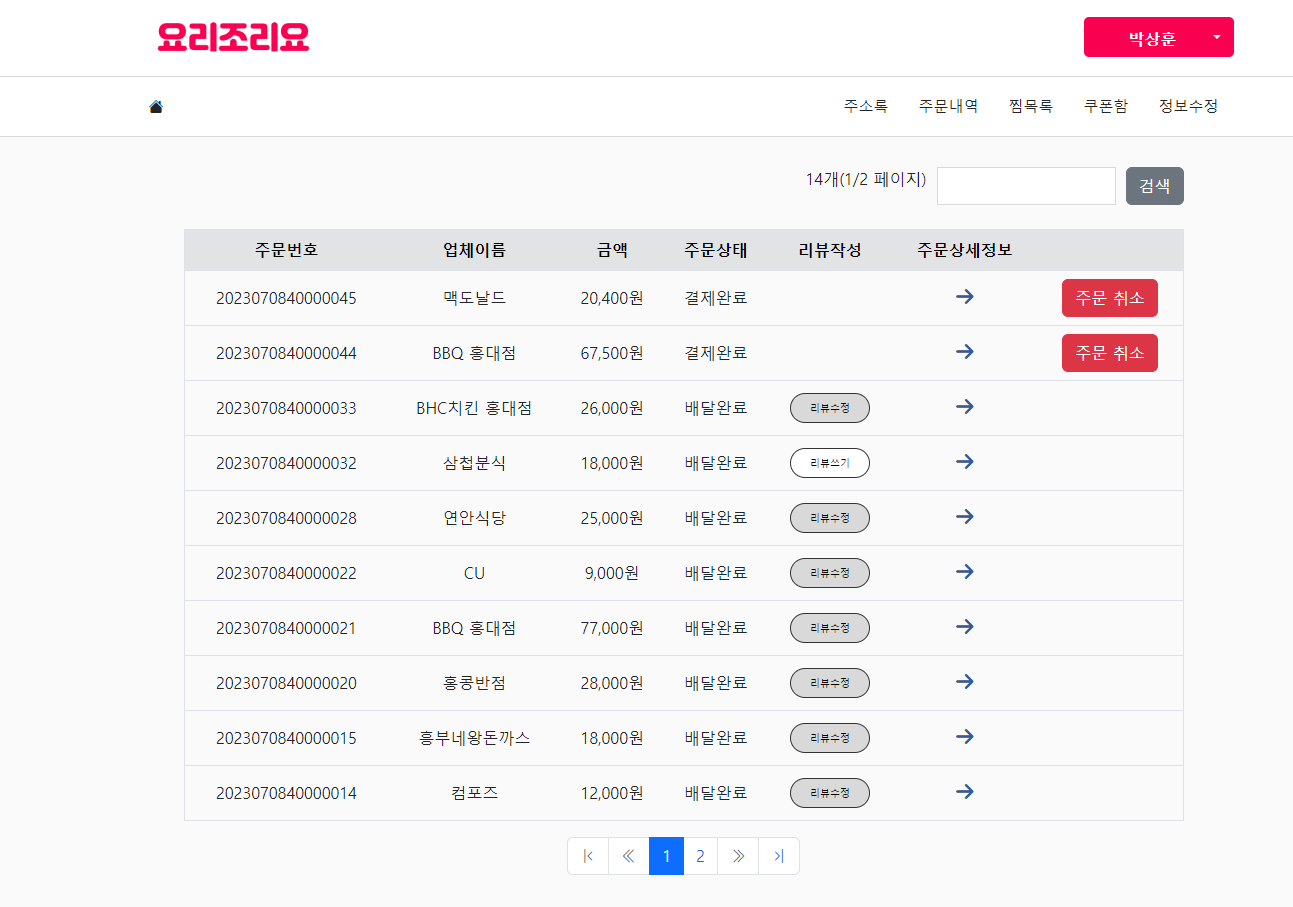 요리조리요
박상훈
주소록 주문내역 찜목록 쿠폰함 정보수정
14개(1/2 페이지) 검색
주문번호 업체이름 금액 주문상태 리뷰작성 주문상세정보
2023070840000045 맥도날드 20,400원 결제완료 주문 취소
2023070840000044 BBQ 홍대점 67,500원 결제완료 주문 취소
2023070840000033 BHC치킨 홍대점 26,000원 배달완료 리뷰수정
2023070840000032 삼첩분식 18,000원 배달완료 리뷰쓰기
2023070840000028 연안식당 25,000원 배달완료 리뷰수정
2023070840000022 CU 9,000원 배달완료 리뷰수정
2023070840000021 BBQ 홍대점 77,000원 배달완료 리뷰수정
2023070840000020 홍콩반점 28,000원 배달완료 리뷰수정
2023070840000015 흥부네왕돈까스 18,000원 배달완료 리뷰수정
2023070840000014 컴포즈 12,000원 배달완료 리뷰수정
1 2